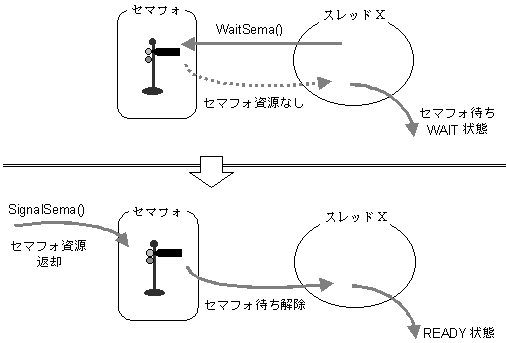 セマフォ
スレッド X
WaitSema()
セマフォ資源なし
セマフォ待ち
WAIT 状態
セマフォ
スレッド X
SignalSema()
セマフォ資源
返却
セマフォ待ち解除
READY 状態